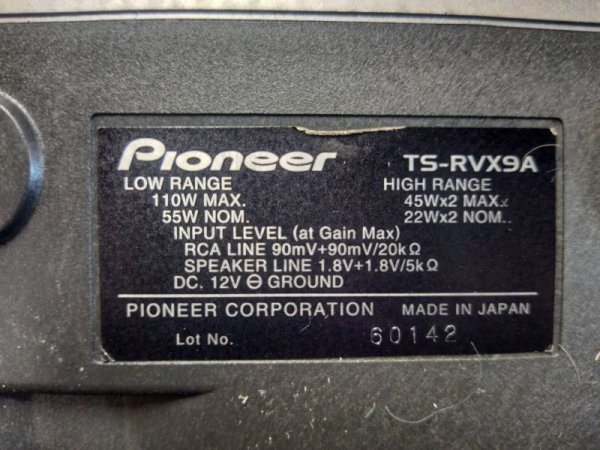 Pioneer TS-RVX9A
LOW RANGE HIGH RANGE
110W MAX. 45Wx2 MAX.
55W NOM. 22Wx2 NOM.
INPUT LEVEL (at Gain Max)
RCA LINE 90mV+90mV/20kΩ
SPEAKER LINE 1.8V+1.8V/5kΩ
DC. 12V ⊖ GROUND
PIONEER CORPORATION MADE IN JAPAN
Lot No. 60142